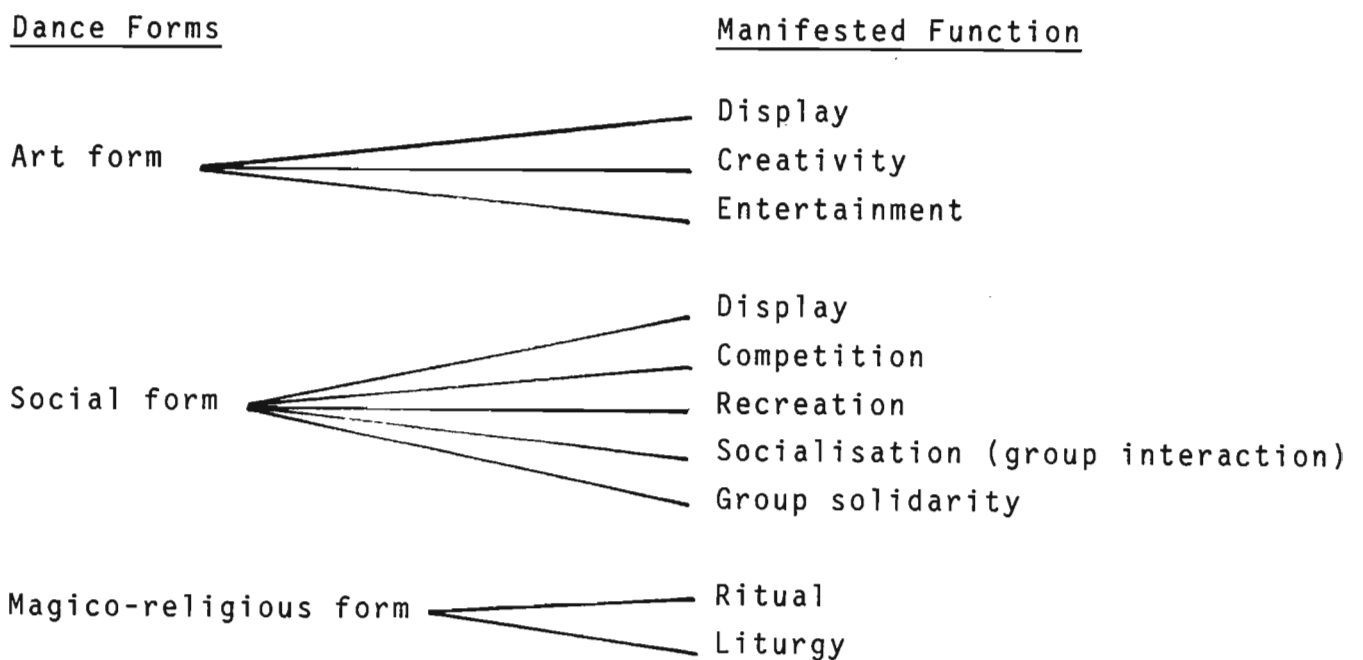 Dance Forms
Manifested Function
Art form
Display
Creativity
Entertainment
Social form
Display
Competition
Recreation
Socialisation (group interaction)
Group solidarity
Magico-religious form
Ritual
Liturgy